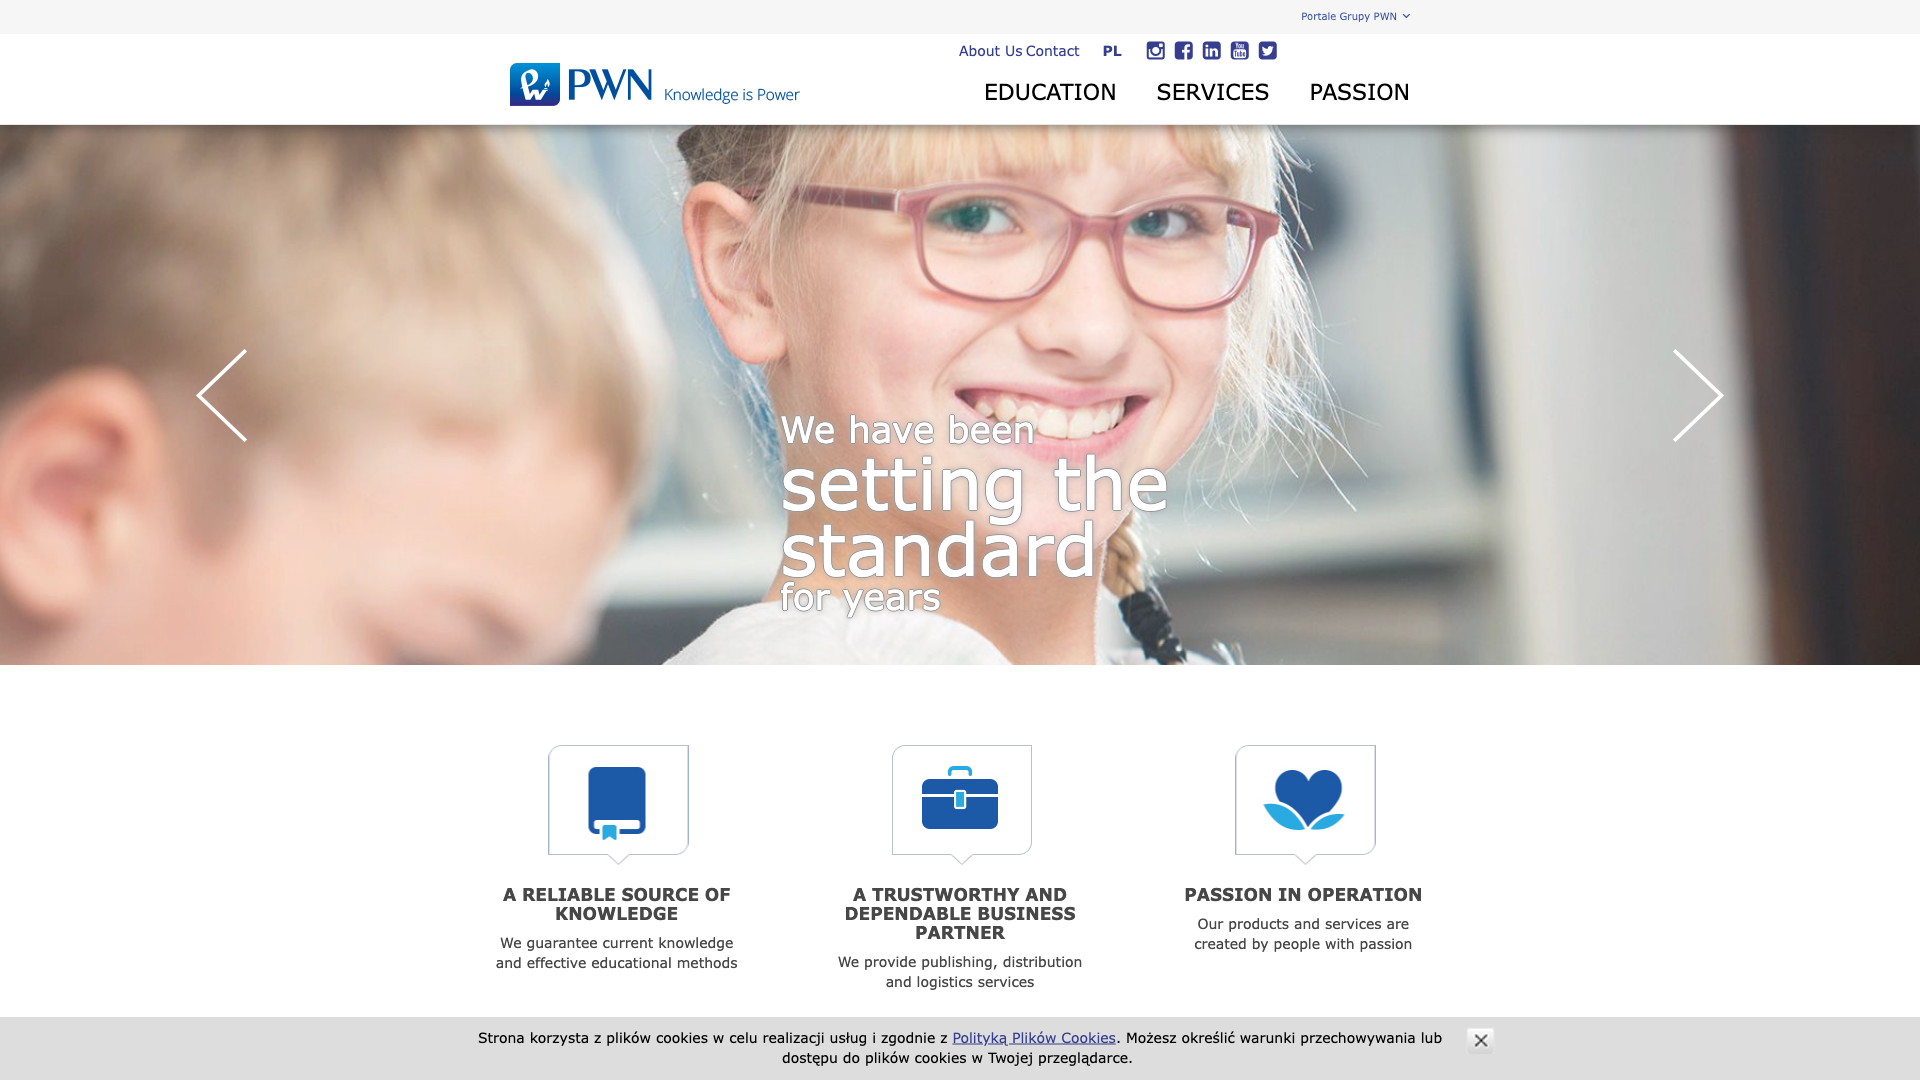 Portale Grupy PWN
About Us Contact PL
PWN Knowledge is Power
EDUCATION SERVICES PASSION
We have been
setting the
standard
for years
A RELIABLE SOURCE OF
KNOWLEDGE
We guarantee current knowledge
and effective educational methods
A TRUSTWORTHY AND
DEPENDABLE BUSINESS
PARTNER
We provide publishing, distribution
and logistics services
PASSION IN OPERATION
Our products and services are
created by people with passion
Strona korzysta z plików cookies w celu realizacji usług i zgodnie z Polityką Plików Cookies. Możesz określić warunki przechowywania lub
dostępu do plików cookies w Twojej przeglądarce.